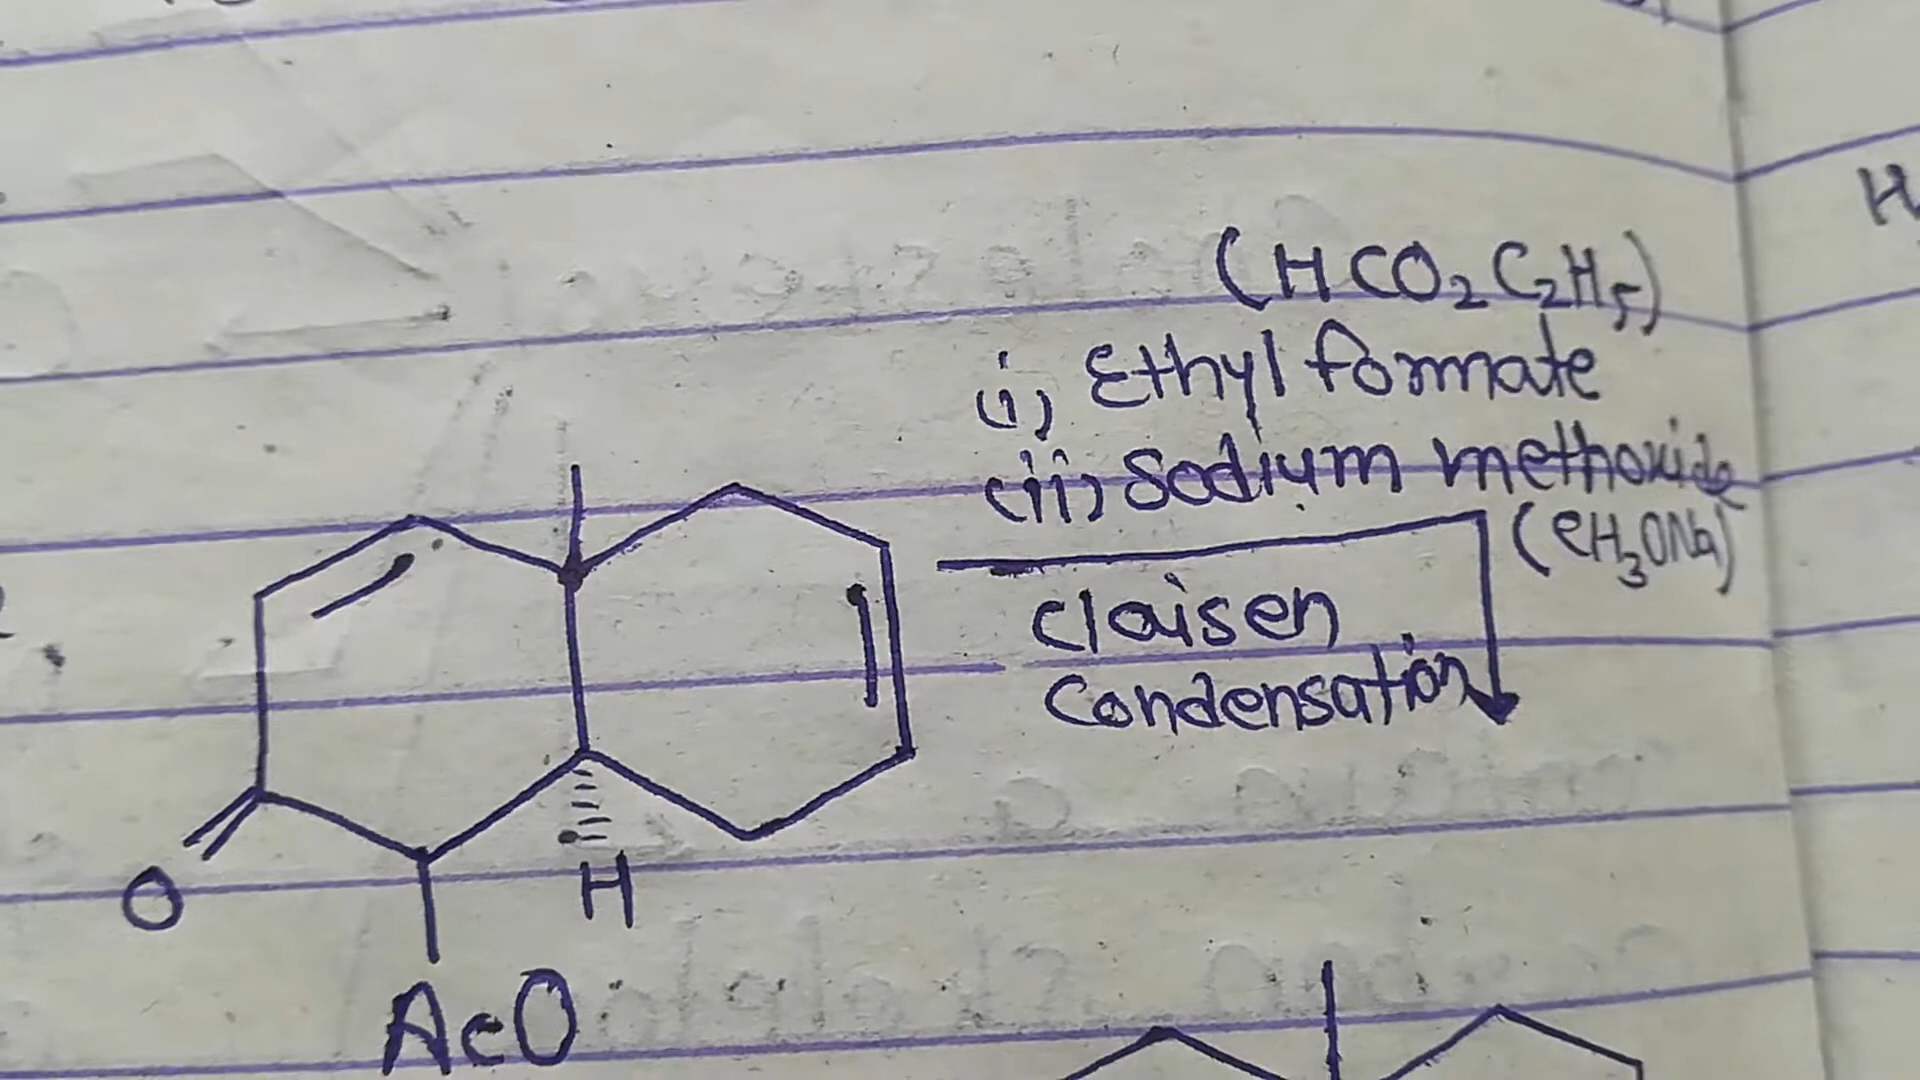 (HCO₂C₂H₅)
(i) Ethyl formate
(ii) Sodium methoxide
(CH₃ONa)
Claisen
Condensation
O
H
AcO
H